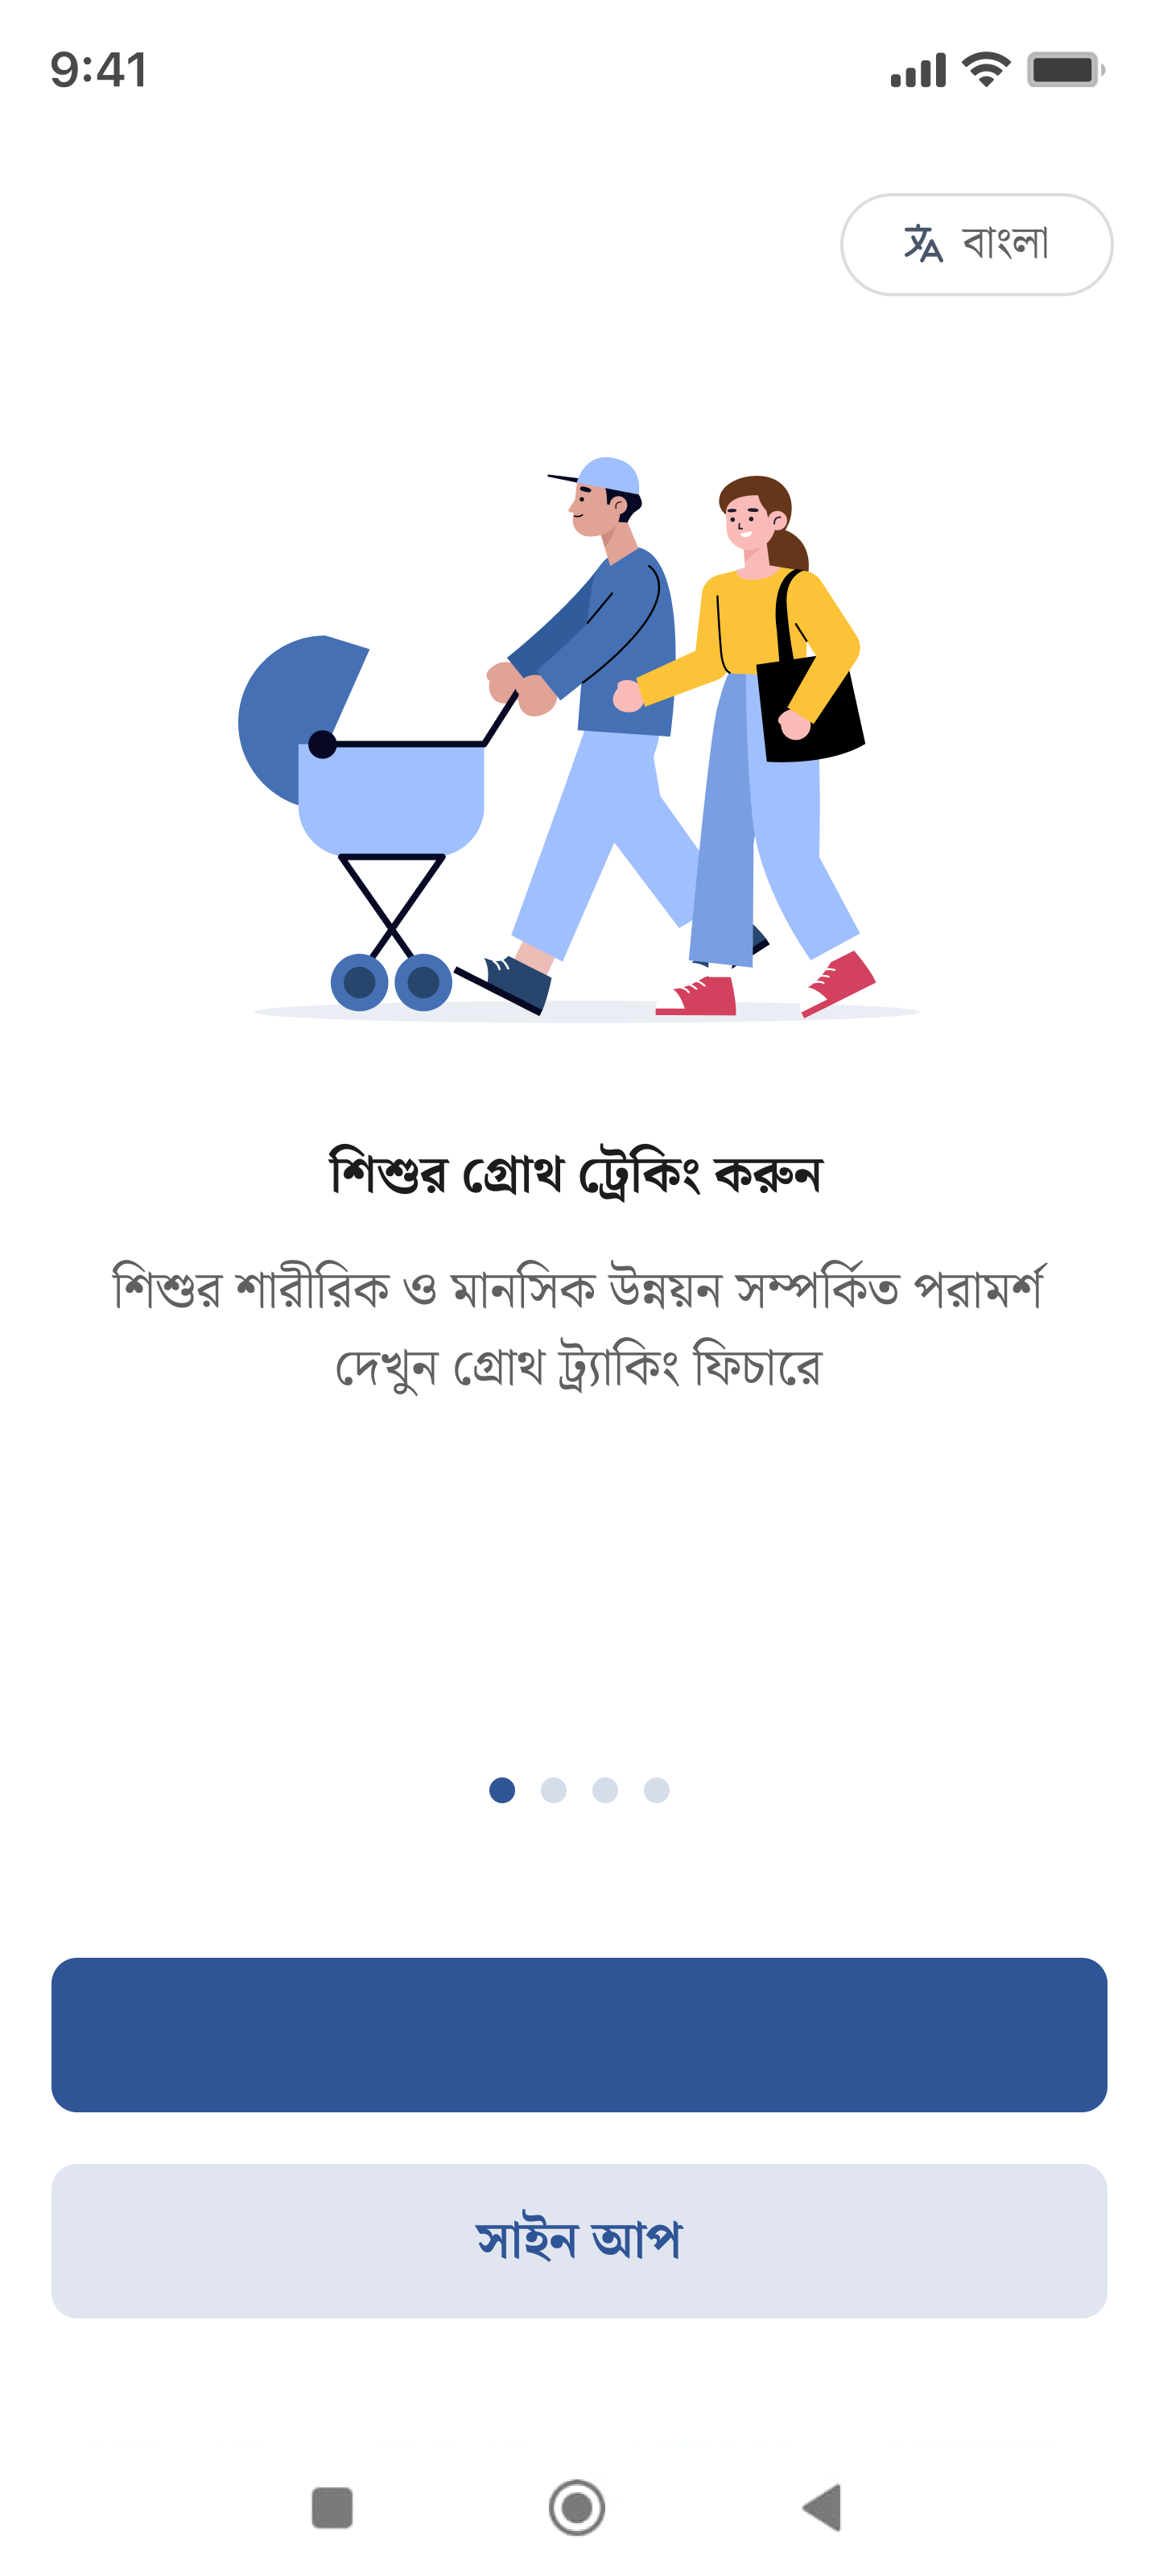 9:41
বাংলা
শিশুর গ্রোথ ট্রেকিং করুন
শিশুর শারীরিক ও মানসিক উন্নয়ন সম্পর্কিত পরামর্শ
দেখুন গ্রোথ ট্র্যাকিং ফিচারে
সাইন আপ